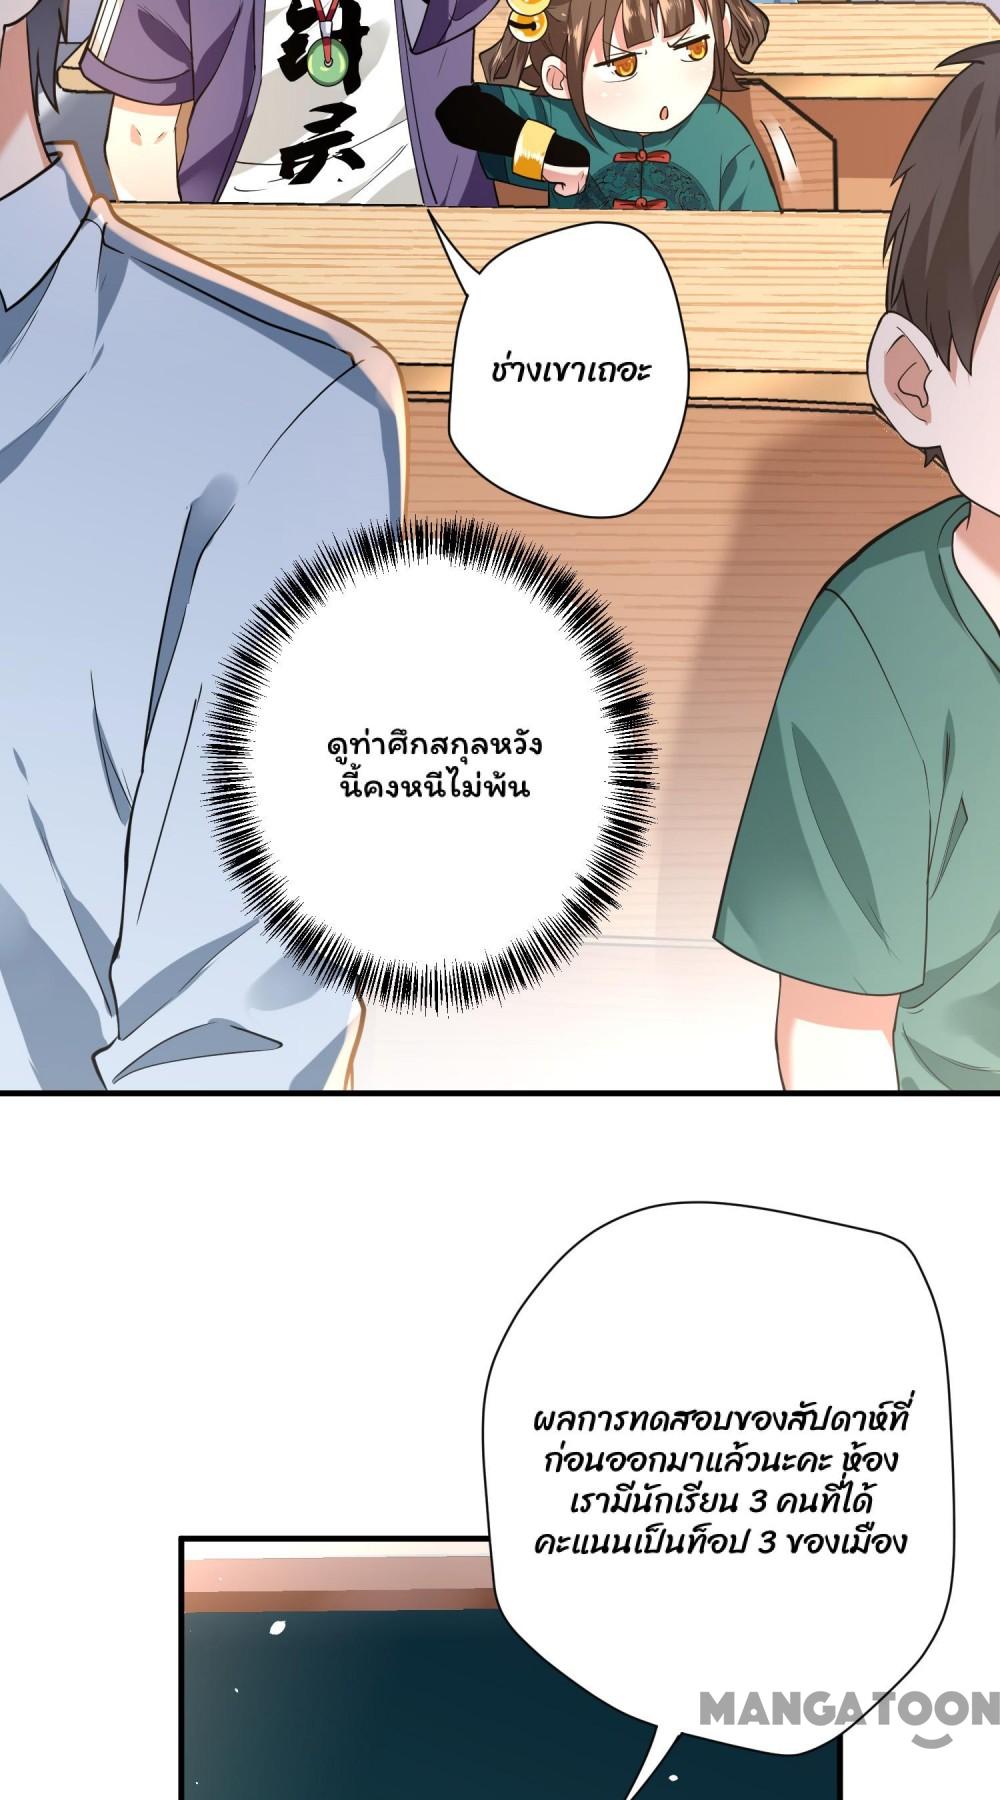 ช่างเขาเถอะ
ดูท่าศึกสกุลหวัง
นี้คงหนีไม่พ้น
ผลการทดสอบของสัปดาห์ที่
ก่อนออกมาแล้วนะคะ ห้อง
เรามีนักเรียน 3 คนที่ได้
คะแนนเป็นท็อป 3 ของเมือง
MANGATOON